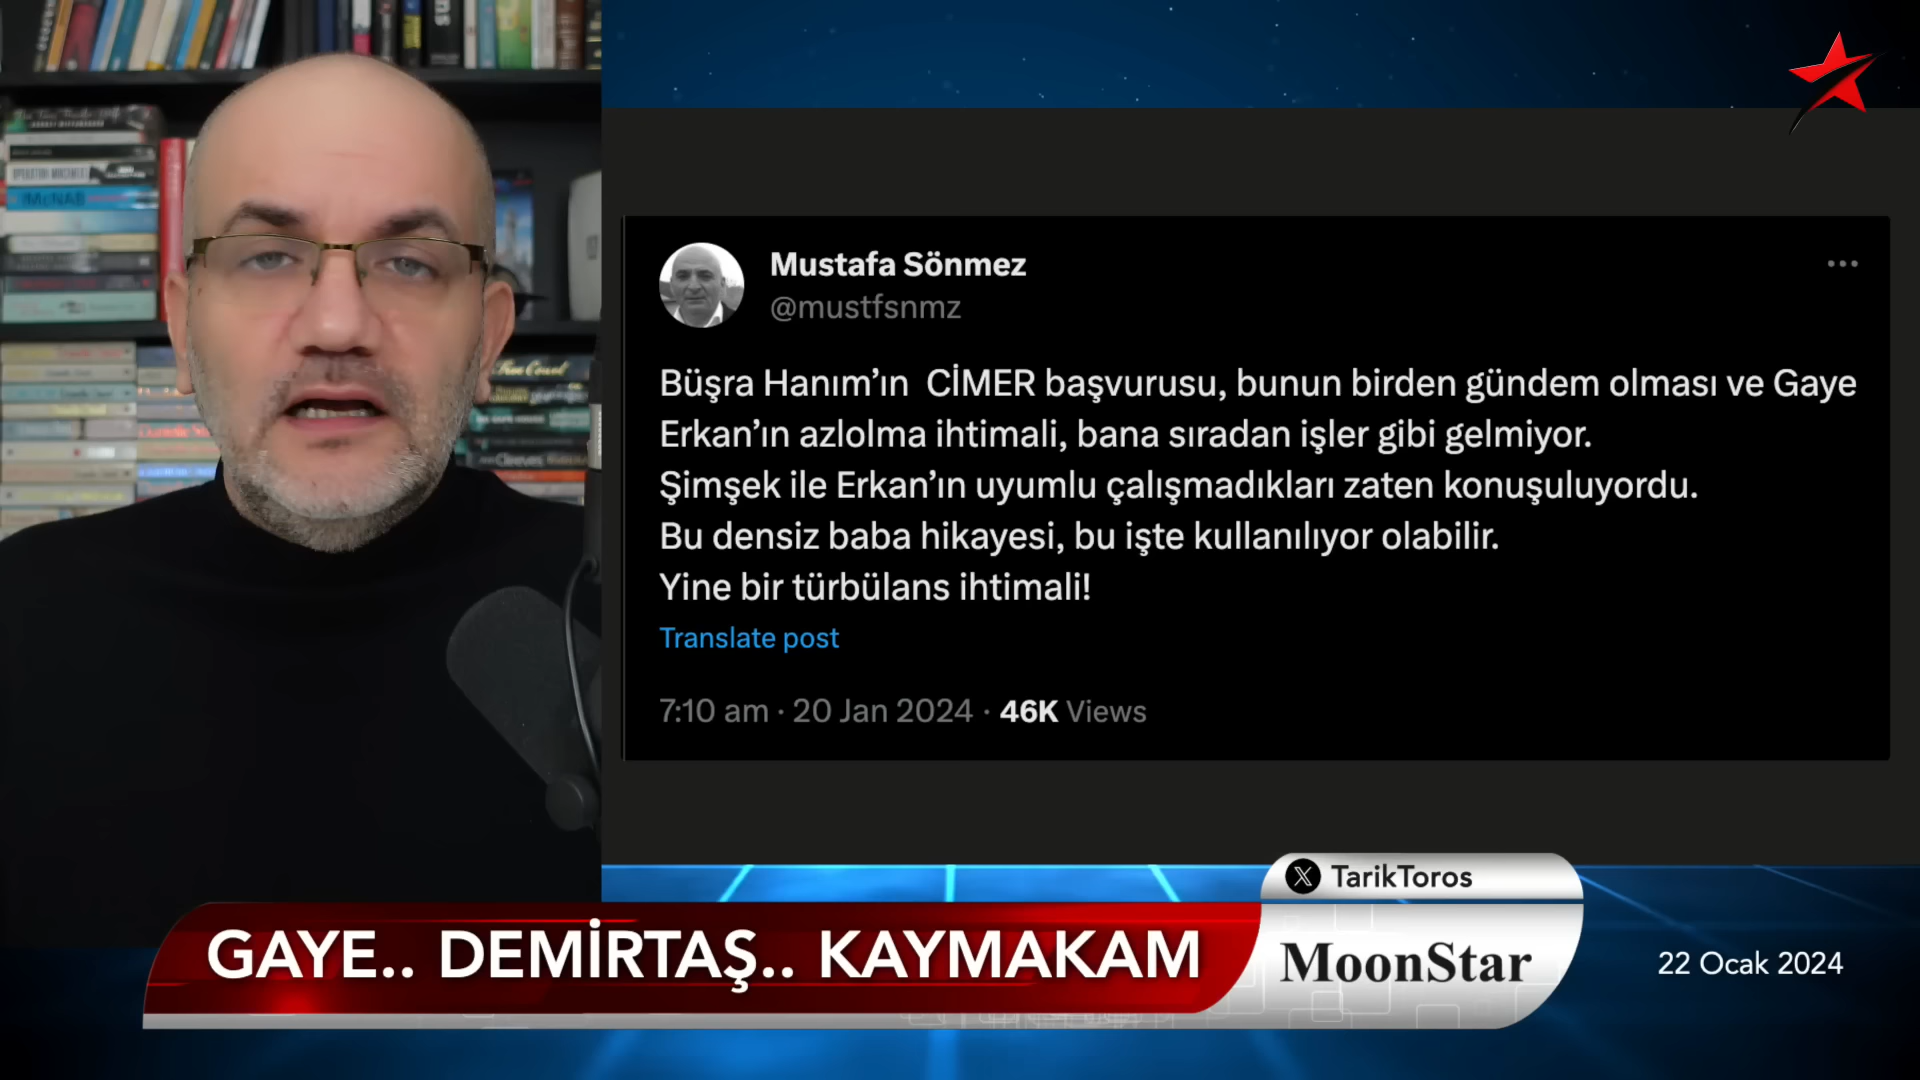 Mustafa Sönmez
@mustfsnmz
Büşra Hanım’ın CİMER başvurusu, bunun birden gündem olması ve Gaye
Erkan’ın azlolma ihtimali, bana sıradan işler gibi gelmiyor.
Şimşek ile Erkan’ın uyumlu çalışmadıkları zaten konuşuluyordu.
Bu densiz baba hikayesi, bu işte kullanılıyor olabilir.
Yine bir türbülans ihtimali!
Translate post
7:10 am · 20 Jan 2024 · 46K Views
TarikToros
GAYE.. DEMİRTAŞ.. KAYMAKAM
MoonStar
22 Ocak 2024
McNAB